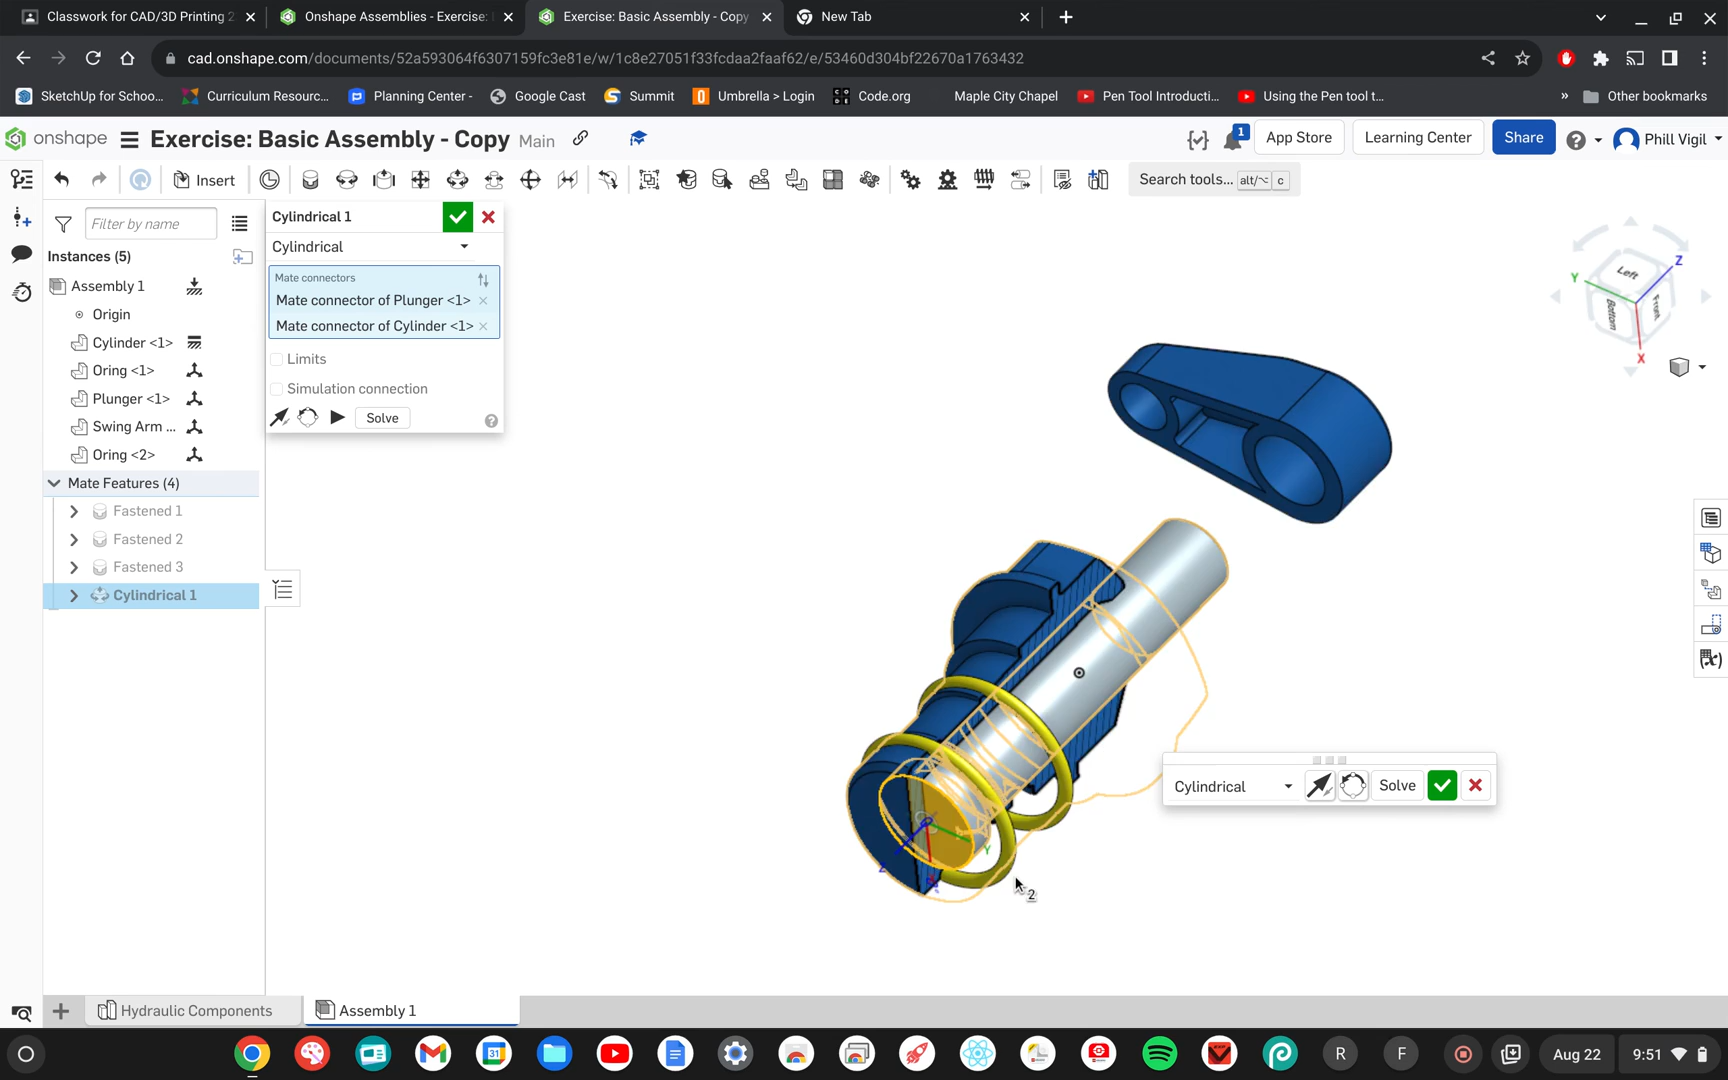 Classwork for CAD/3D Printing 2
Onshape Assemblies - Exercise:
Exercise: Basic Assembly - Copy
New Tab
cad.onshape.com/documents/52a593064f6307159fc3e81e/w/1c8e27051f33fcdaa2faaf62/e/53460d304bf22670a1763432
SketchUp for Schoo...
Curriculum Resourc...
Planning Center -
Google Cast
Summit
Umbrella > Login
Code.org
Maple City Chapel
Pen Tool Introducti...
Using the Pen tool t...
»
Other bookmarks
onshape
Exercise: Basic Assembly - Copy
Main
1
App Store
Learning Center
Share
Phill Vigil
Insert
Search tools... alt/⌥ c
Filter by name
Instances (5)
Assembly 1
Origin
Cylinder <1>
Oring <1>
Plunger <1>
Swing Arm ...
Oring <2>
Mate Features (4)
Fastened 1
Fastened 2
Fastened 3
Cylindrical 1
Cylindrical 1
Cylindrical
Mate connectors
Mate connector of Plunger <1>
Mate connector of Cylinder <1>
Limits
Simulation connection
Solve
Left
Front
Bottom
Z
Y
X
Cylindrical
Solve
Y
Z
2
Hydraulic Components
Assembly 1
31
R
F
Aug 22
9:51